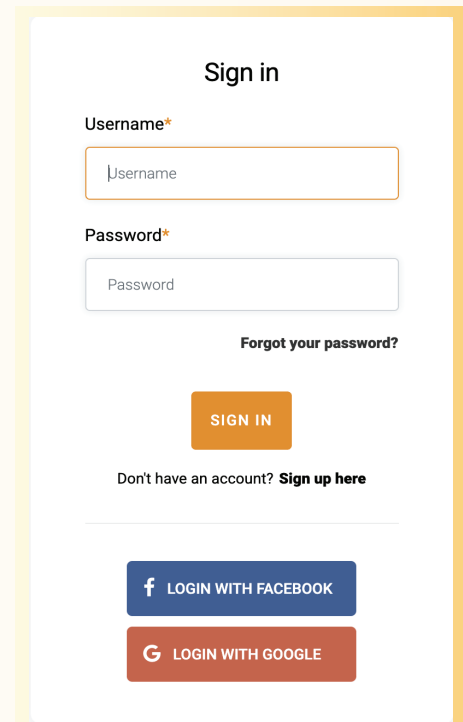 Sign in
Username*
Username
Password*
Password
Forgot your password?
SIGN IN
Don't have an account? Sign up here
LOGIN WITH FACEBOOK
LOGIN WITH GOOGLE